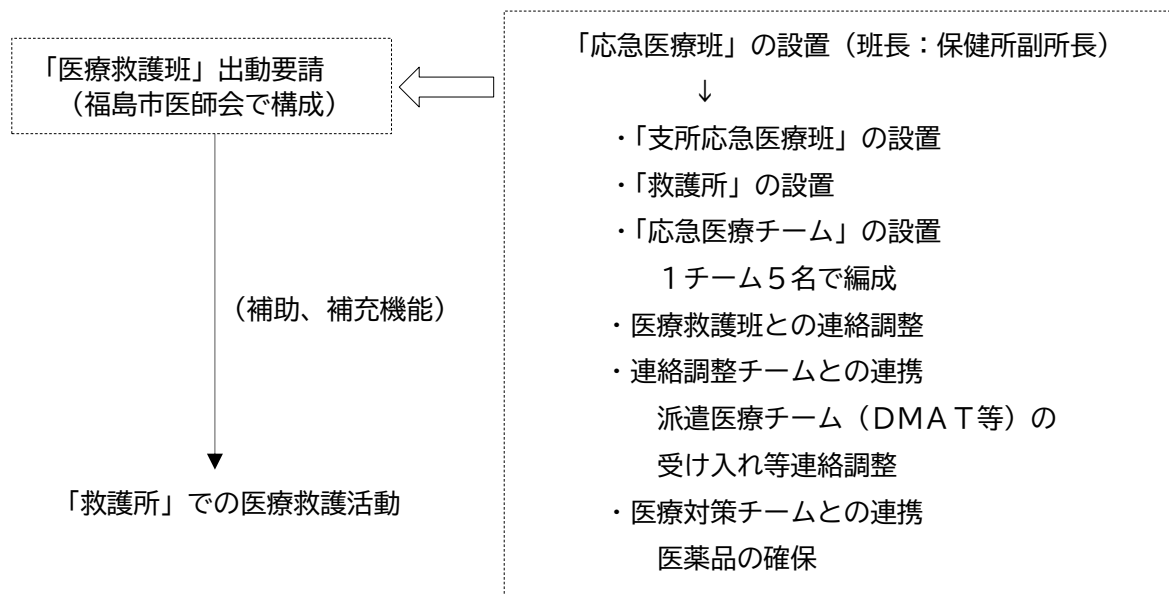 「医療救護班」出動要請
（福島市医師会で構成）
（補助、補充機能）
「救護所」での医療救護活動
「応急医療班」の設置（班長：保健所副所長）
↓
・「支所応急医療班」の設置
・「救護所」の設置
・「応急医療チーム」の設置
１チーム５名で編成
・医療救護班との連絡調整
・連絡調整チームとの連携
派遣医療チーム（ＤＭＡＴ等）の
受け入れ等連絡調整
・医療対策チームとの連携
医薬品の確保